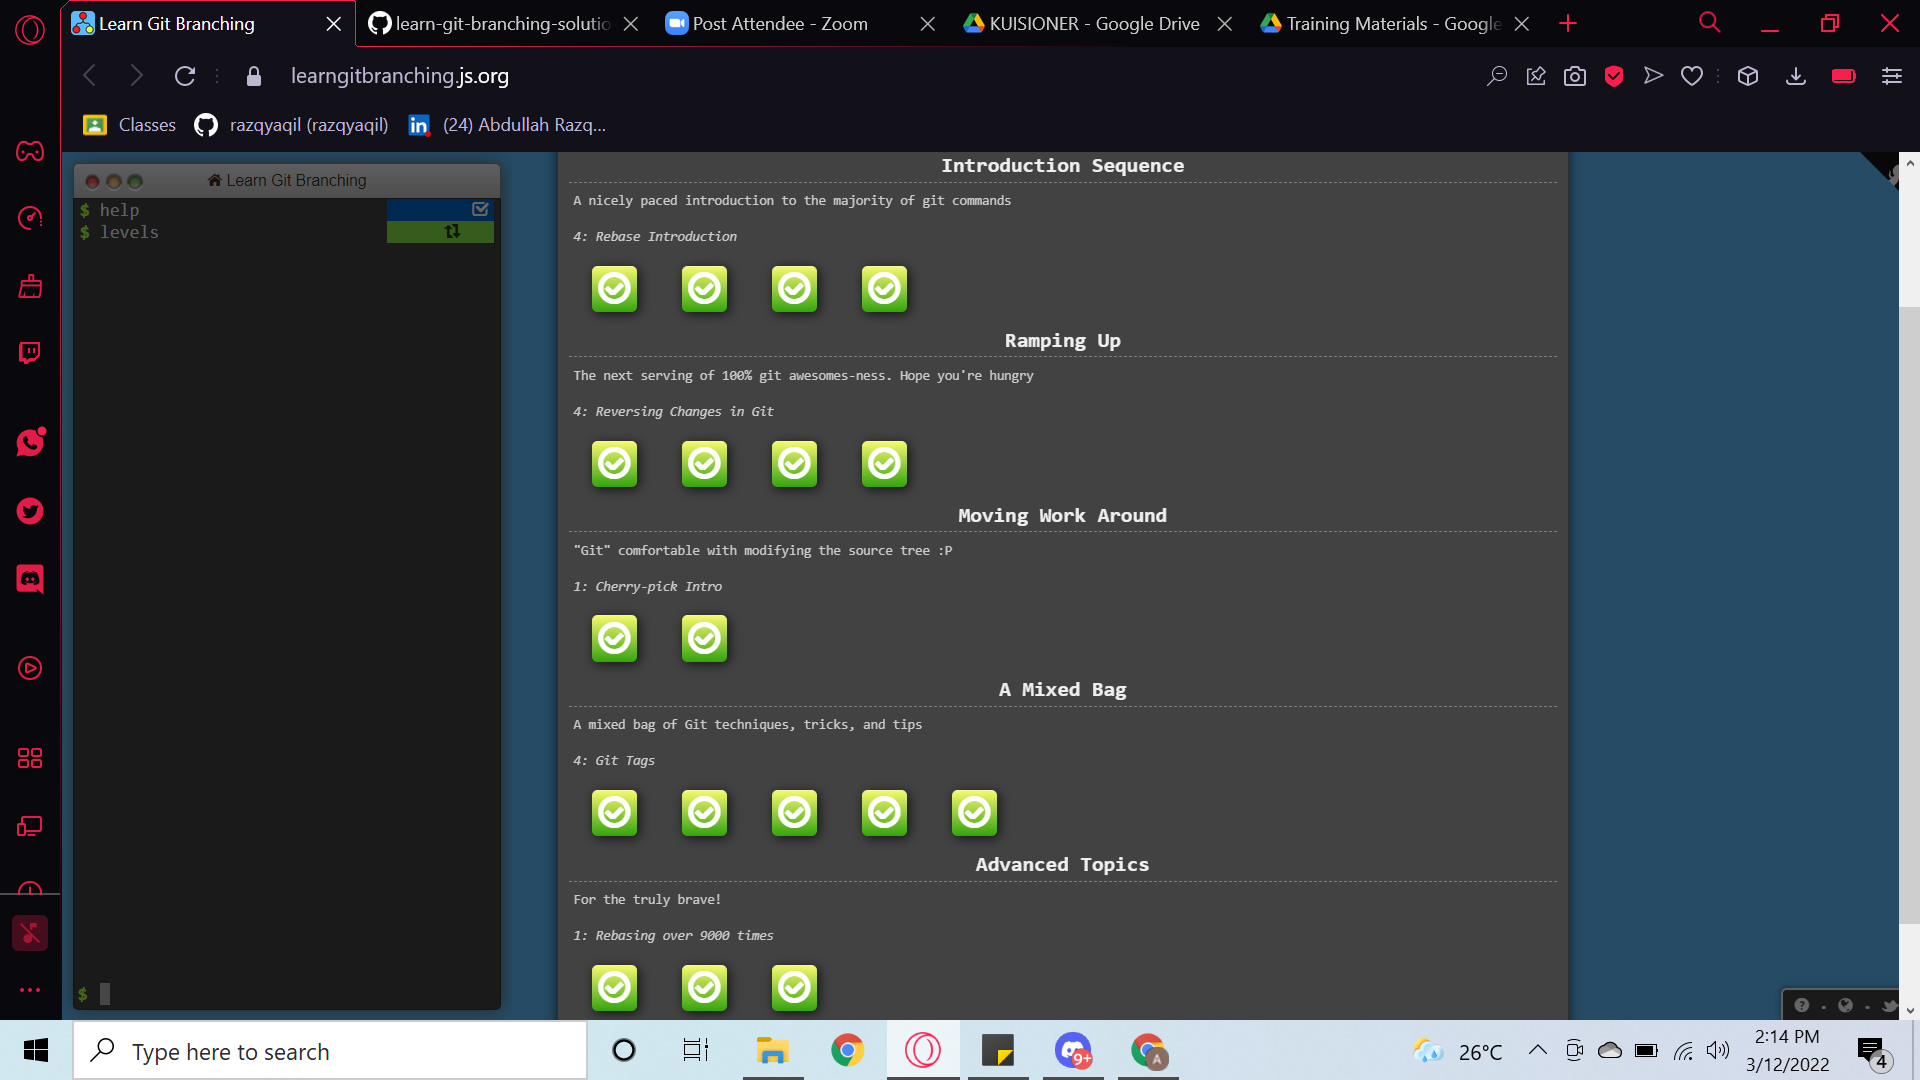 Learn Git Branching
learn-git-branching-solutio
Post Attendee - Zoom
KUISIONER - Google Drive
Training Materials - Google
learngitbranching.js.org
Classes
razqyaqil (razqyaqil)
(24) Abdullah Razq...
Learn Git Branching
$ help
$ levels
$
Introduction Sequence
A nicely paced introduction to the majority of git commands
4: Rebase Introduction
Ramping Up
The next serving of 100% git awesomes-ness. Hope you're hungry
4: Reversing Changes in Git
Moving Work Around
"Git" comfortable with modifying the source tree :P
1: Cherry-pick Intro
A Mixed Bag
A mixed bag of Git techniques, tricks, and tips
4: Git Tags
Advanced Topics
For the truly brave!
1: Rebasing over 9000 times
Type here to search
9+
A
26°C
2:14 PM
3/12/2022
4